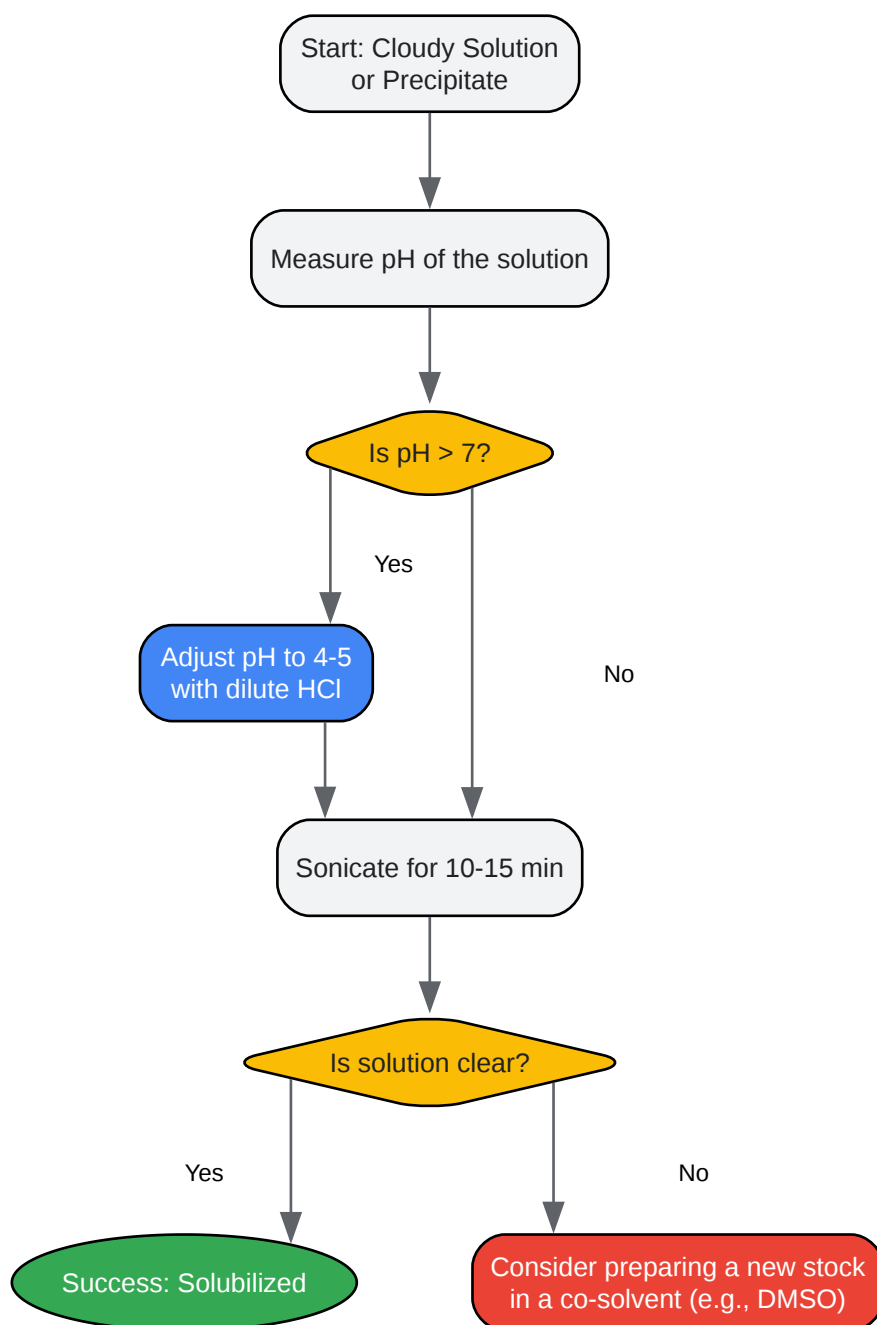 Start: Cloudy Solution
or Precipitate
Measure pH of the solution
Is pH > 7?
Yes
Adjust pH to 4-5
with dilute HCl
No
Sonicate for 10-15 min
Is solution clear?
Yes
No
Success: Solubilized
Consider preparing a new stock
in a co-solvent (e.g., DMSO)